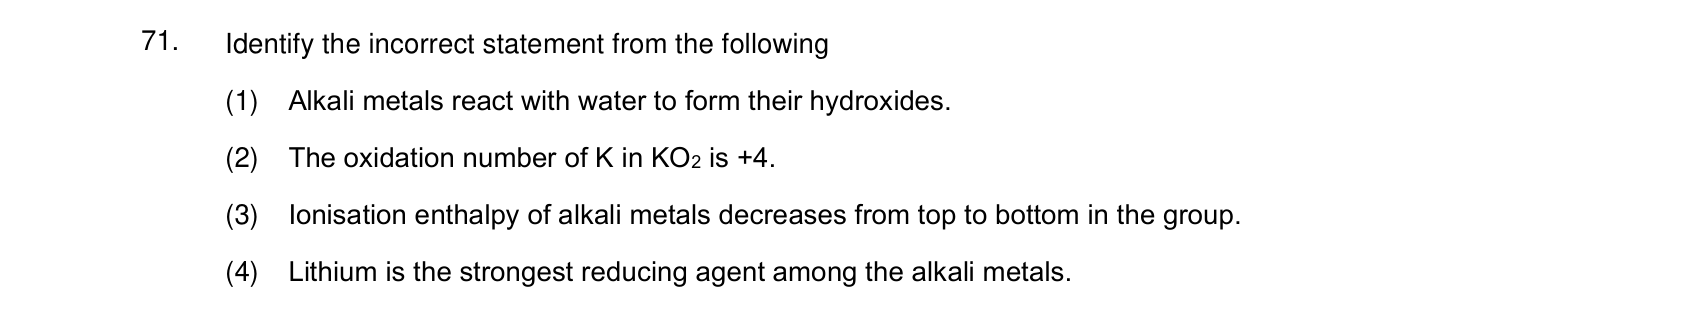 71. Identify the incorrect statement from the following
(1) Alkali metals react with water to form their hydroxides.
(2) The oxidation number of K in KO₂ is +4.
(3) Ionisation enthalpy of alkali metals decreases from top to bottom in the group.
(4) Lithium is the strongest reducing agent among the alkali metals.